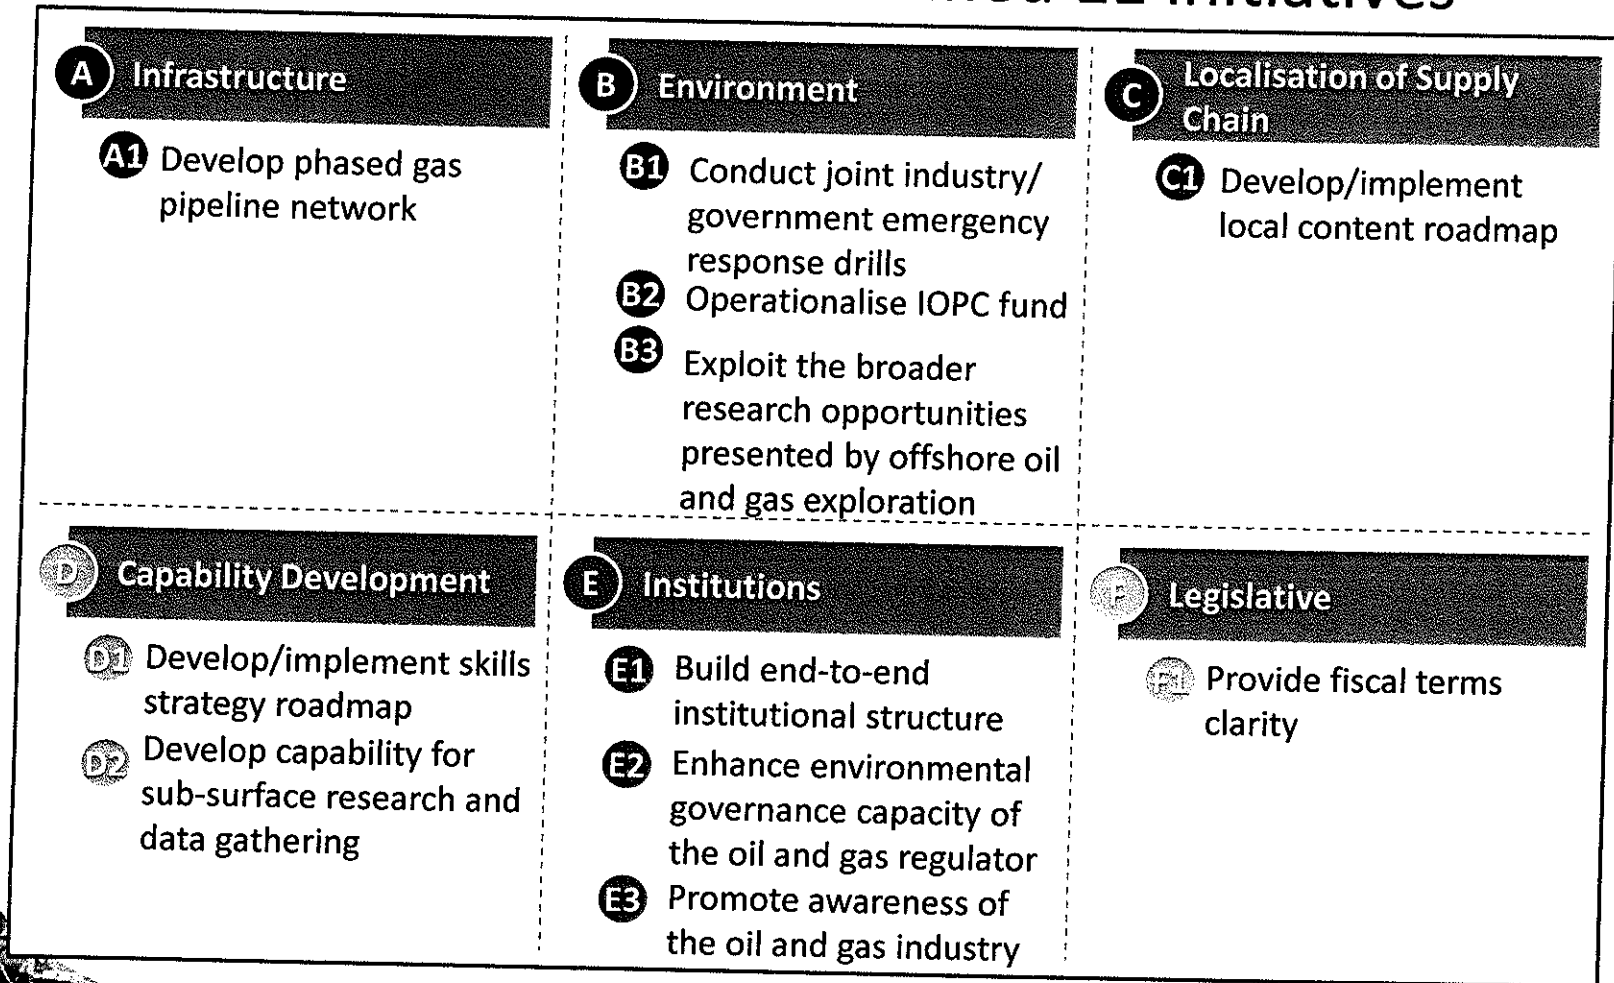 Initiatives
A Infrastructure
A1 Develop phased gas
pipeline network
B Environment
B1 Conduct joint industry/
government emergency
response drills
B2 Operationalise IOPC fund
B3 Exploit the broader
research opportunities
presented by offshore oil
and gas exploration
C Localisation of Supply
Chain
C1 Develop/implement
local content roadmap
D Capability Development
D1 Develop/implement skills
strategy roadmap
D2 Develop capability for
sub-surface research and
data gathering
E Institutions
E1 Build end-to-end
institutional structure
E2 Enhance environmental
governance capacity of
the oil and gas regulator
E3 Promote awareness of
the oil and gas industry
F Legislative
F1 Provide fiscal terms
clarity